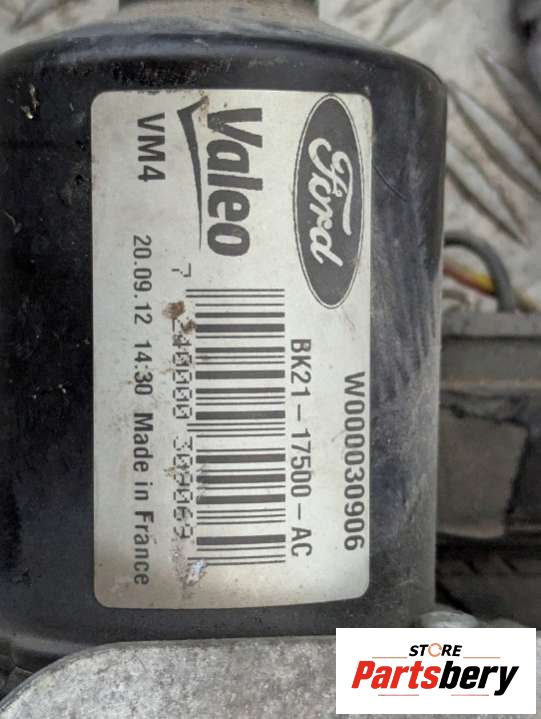 Ford
W000030906
BK21-17500-AC
Valeo
VM4
20.09.12 14:30 Made in France
STORE
Partsbery